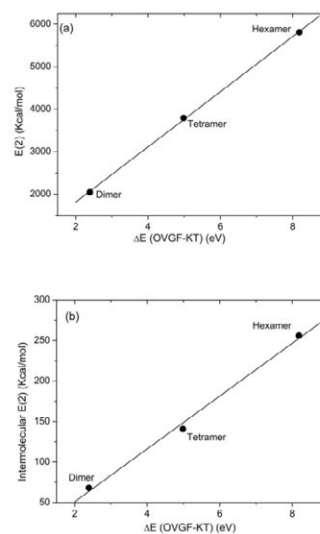 (a)
Hexamer
6000
5000
4000
3000
2000
E(2) (Kcal/mol)
Tetramer
Dimer
2 4 6 8
ΔE (OVGF-KT) (eV)
(b)
Hexamer
300
250
200
150
100
50
Intermolecular E(2) (Kcal/mol)
Tetramer
Dimer
2 4 6 8
ΔE (OVGF-KT) (eV)